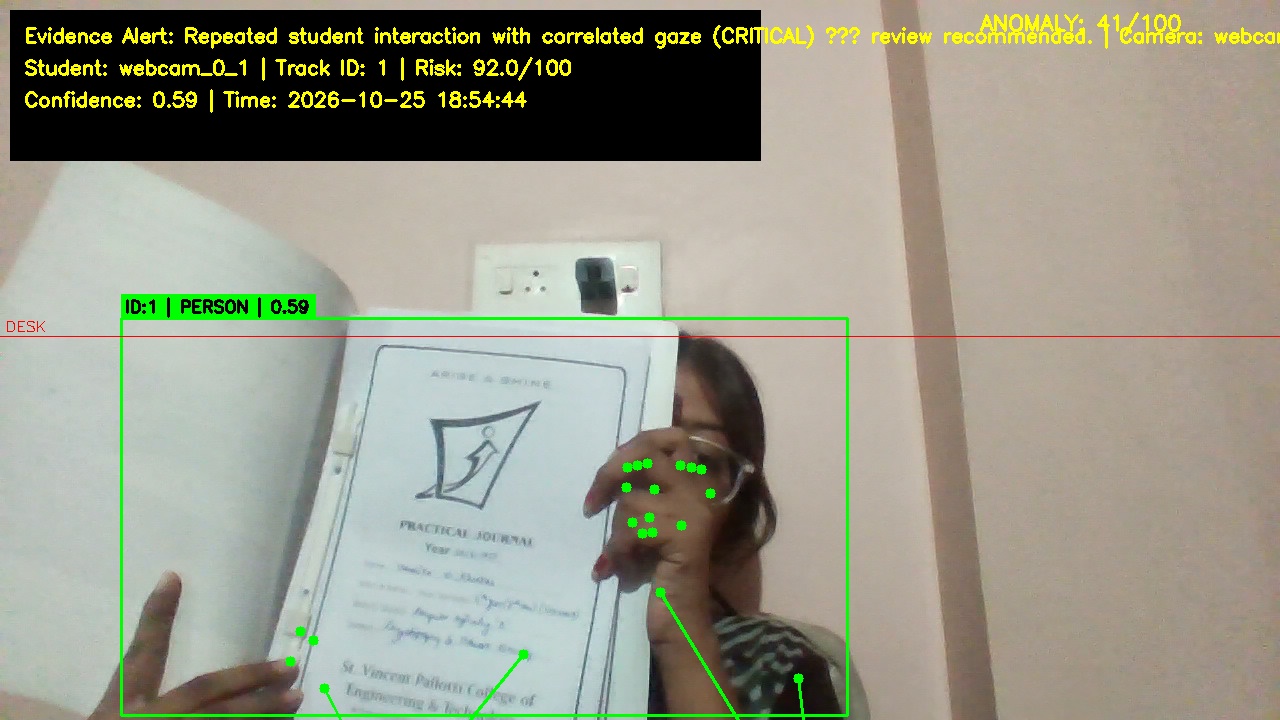 ANOMALY: 41/100
Evidence Alert: Repeated student interaction with correlated gaze (CRITICAL) ??? review recommended. | Camera: webca
Student: webcam_0_1 | Track ID: 1 | Risk: 92.0/100
Confidence: 0.59 | Time: 2026-10-25 18:54:44
ID:1 | PERSON | 0.59
DESK
ARISE & SHINE
PRACTICAL JOURNAL
Year
St. Vincent Pallotti College of
Engineering &